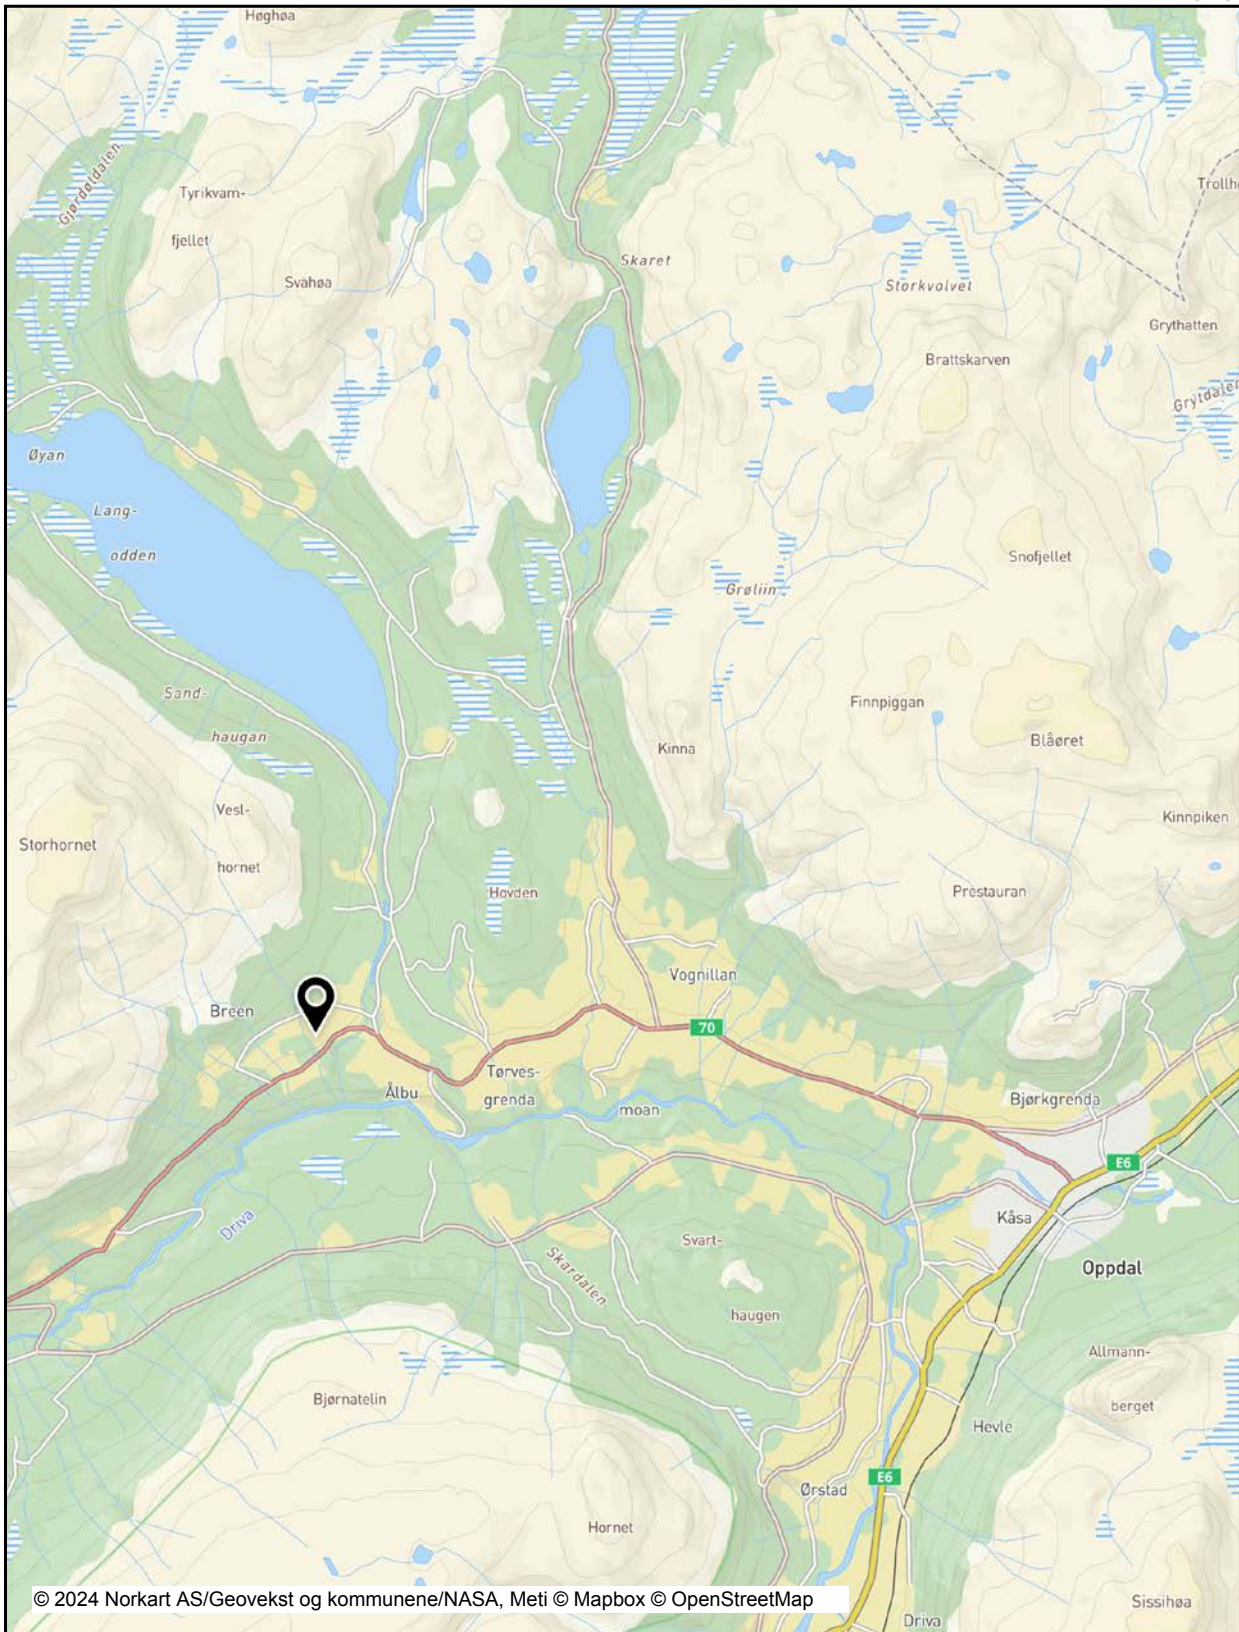 Høghøa
Gjørdøldalen
Tyrikvam-
fjellet
Svahøa
Skaret
Storkvolvet
Grythatten
Brattskarven
Øyan
Lang-
odden
Snofjellet
Grøliin
Sand-
haugan
Finnpiggan
Kinna
Blåøret
Vesl-
hornet
Storhornet
Kinnpiken
Hovden
Prestauran
Vognillan
Breen
70
Tørves-
grenda
Ålbu
moan
Bjørkgrenda
E6
Driva
Kåsa
Svart-
haugen
Skardalen
Oppdal
Allmann-
berget
Bjørnatelin
Hevle
E6
Ørstad
Hornet
Sissihøa
Driva
© 2024 Norkart AS/Geovekst og kommunene/NASA, Meti © Mapbox © OpenStreetMap